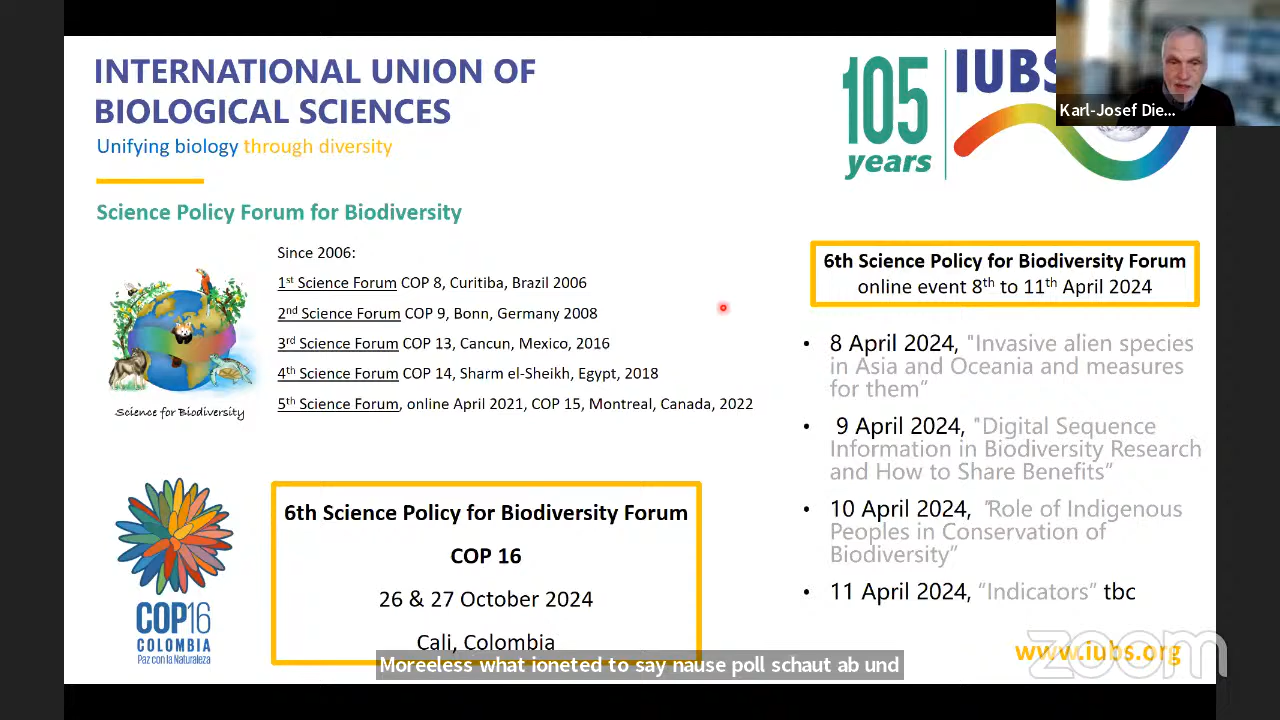 INTERNATIONAL UNION OF
BIOLOGICAL SCIENCES
Unifying biology through diversity
105
years
IUBS
Karl-Josef Die...
Science Policy Forum for Biodiversity
Since 2006:
1st Science Forum COP 8, Curitiba, Brazil 2006
2nd Science Forum COP 9, Bonn, Germany 2008
3rd Science Forum COP 13, Cancun, Mexico, 2016
4th Science Forum COP 14, Sharm el-Sheikh, Egypt, 2018
5th Science Forum, online April 2021, COP 15, Montreal, Canada, 2022
Science for Biodiversity
6th Science Policy for Biodiversity Forum
COP 16
26 & 27 October 2024
Cali, Colombia
COP16
COLOMBIA
Paz con la Naturaleza
6th Science Policy for Biodiversity Forum
online event 8th to 11th April 2024
• 8 April 2024, "Invasive alien species
in Asia and Oceania and measures
for them”
• 9 April 2024, "Digital Sequence
Information in Biodiversity Research
and How to Share Benefits”
• 10 April 2024, “Role of Indigenous
Peoples in Conservation of
Biodiversity”
• 11 April 2024, “Indicators” tbc
www.iubs.org
zoom
Moreeless what ioneted to say nause poll schaut ab und